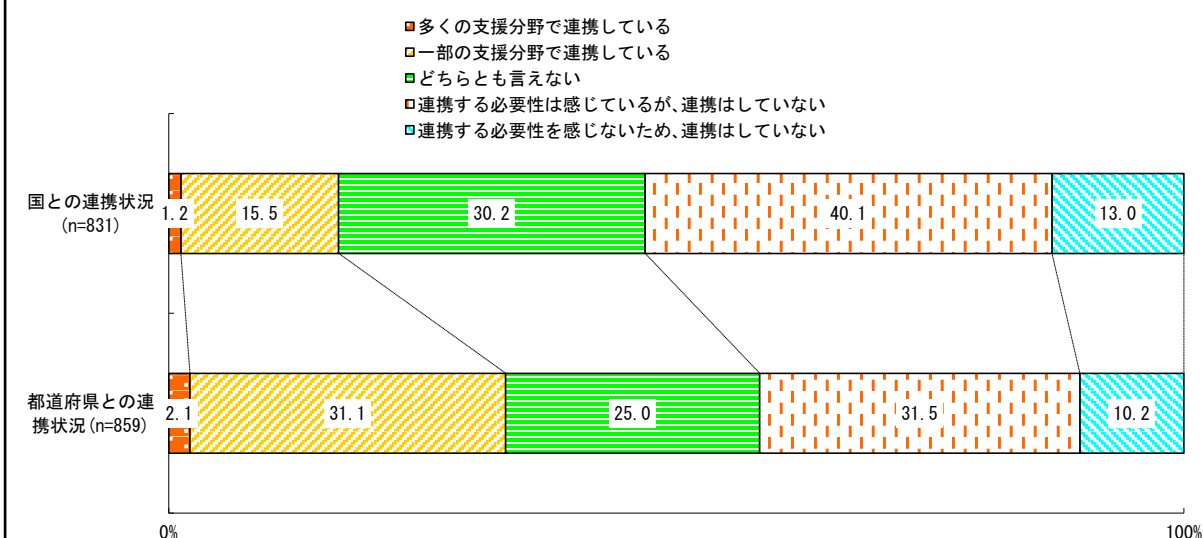 多くの支援分野で連携している
一部の支援分野で連携している
どちらとも言えない
連携する必要性は感じているが、連携はしていない
連携する必要性を感じないため、連携はしていない
国との連携状況
(n=831)
1.2
15.5
30.2
40.1
13.0
都道府県との連
携状況(n=859)
2.1
31.1
25.0
31.5
10.2
0%
100%